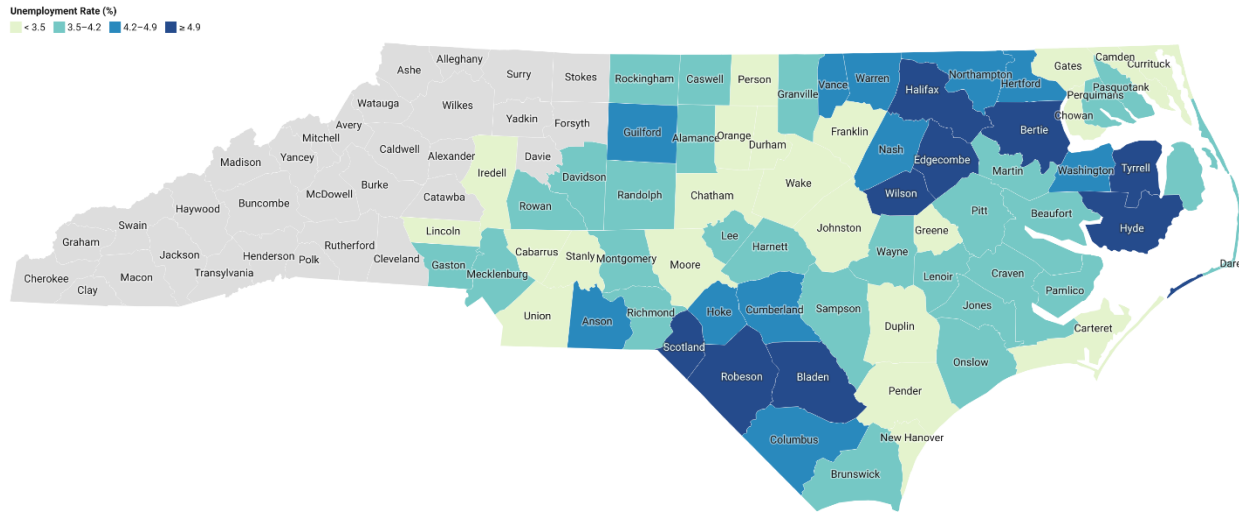 Unemployment Rate (%)
< 3.5 3.5–4.2 4.2–4.9 ≥ 4.9
Alleghany
Ashe
Surry
Stokes
Rockingham
Caswell
Person
Granville
Vance
Warren
Halifax
Northampton
Hertford
Gates
Camden
Currituck
Pasquotank
Perquimans
Chowan
Watauga
Wilkes
Yadkin
Forsyth
Guilford
Alamance
Orange
Durham
Franklin
Nash
Edgecombe
Bertie
Martin
Washington
Tyrrell
Avery
Mitchell
Yancey
Madison
Caldwell
Alexander
Davie
Iredell
Davidson
Randolph
Chatham
Wake
Wilson
Haywood
Buncombe
McDowell
Burke
Catawba
Rowan
Johnston
Greene
Pitt
Beaufort
Hyde
Swain
Graham
Jackson
Henderson
Polk
Rutherford
Cleveland
Lincoln
Gaston
Mecklenburg
Cabarrus
Stanly
Montgomery
Moore
Lee
Harnett
Wayne
Lenoir
Craven
Pamlico
Dare
Cherokee
Clay
Macon
Transylvania
Union
Anson
Richmond
Hoke
Cumberland
Sampson
Duplin
Jones
Carteret
Scotland
Robeson
Bladen
Onslow
Pender
Columbus
New Hanover
Brunswick